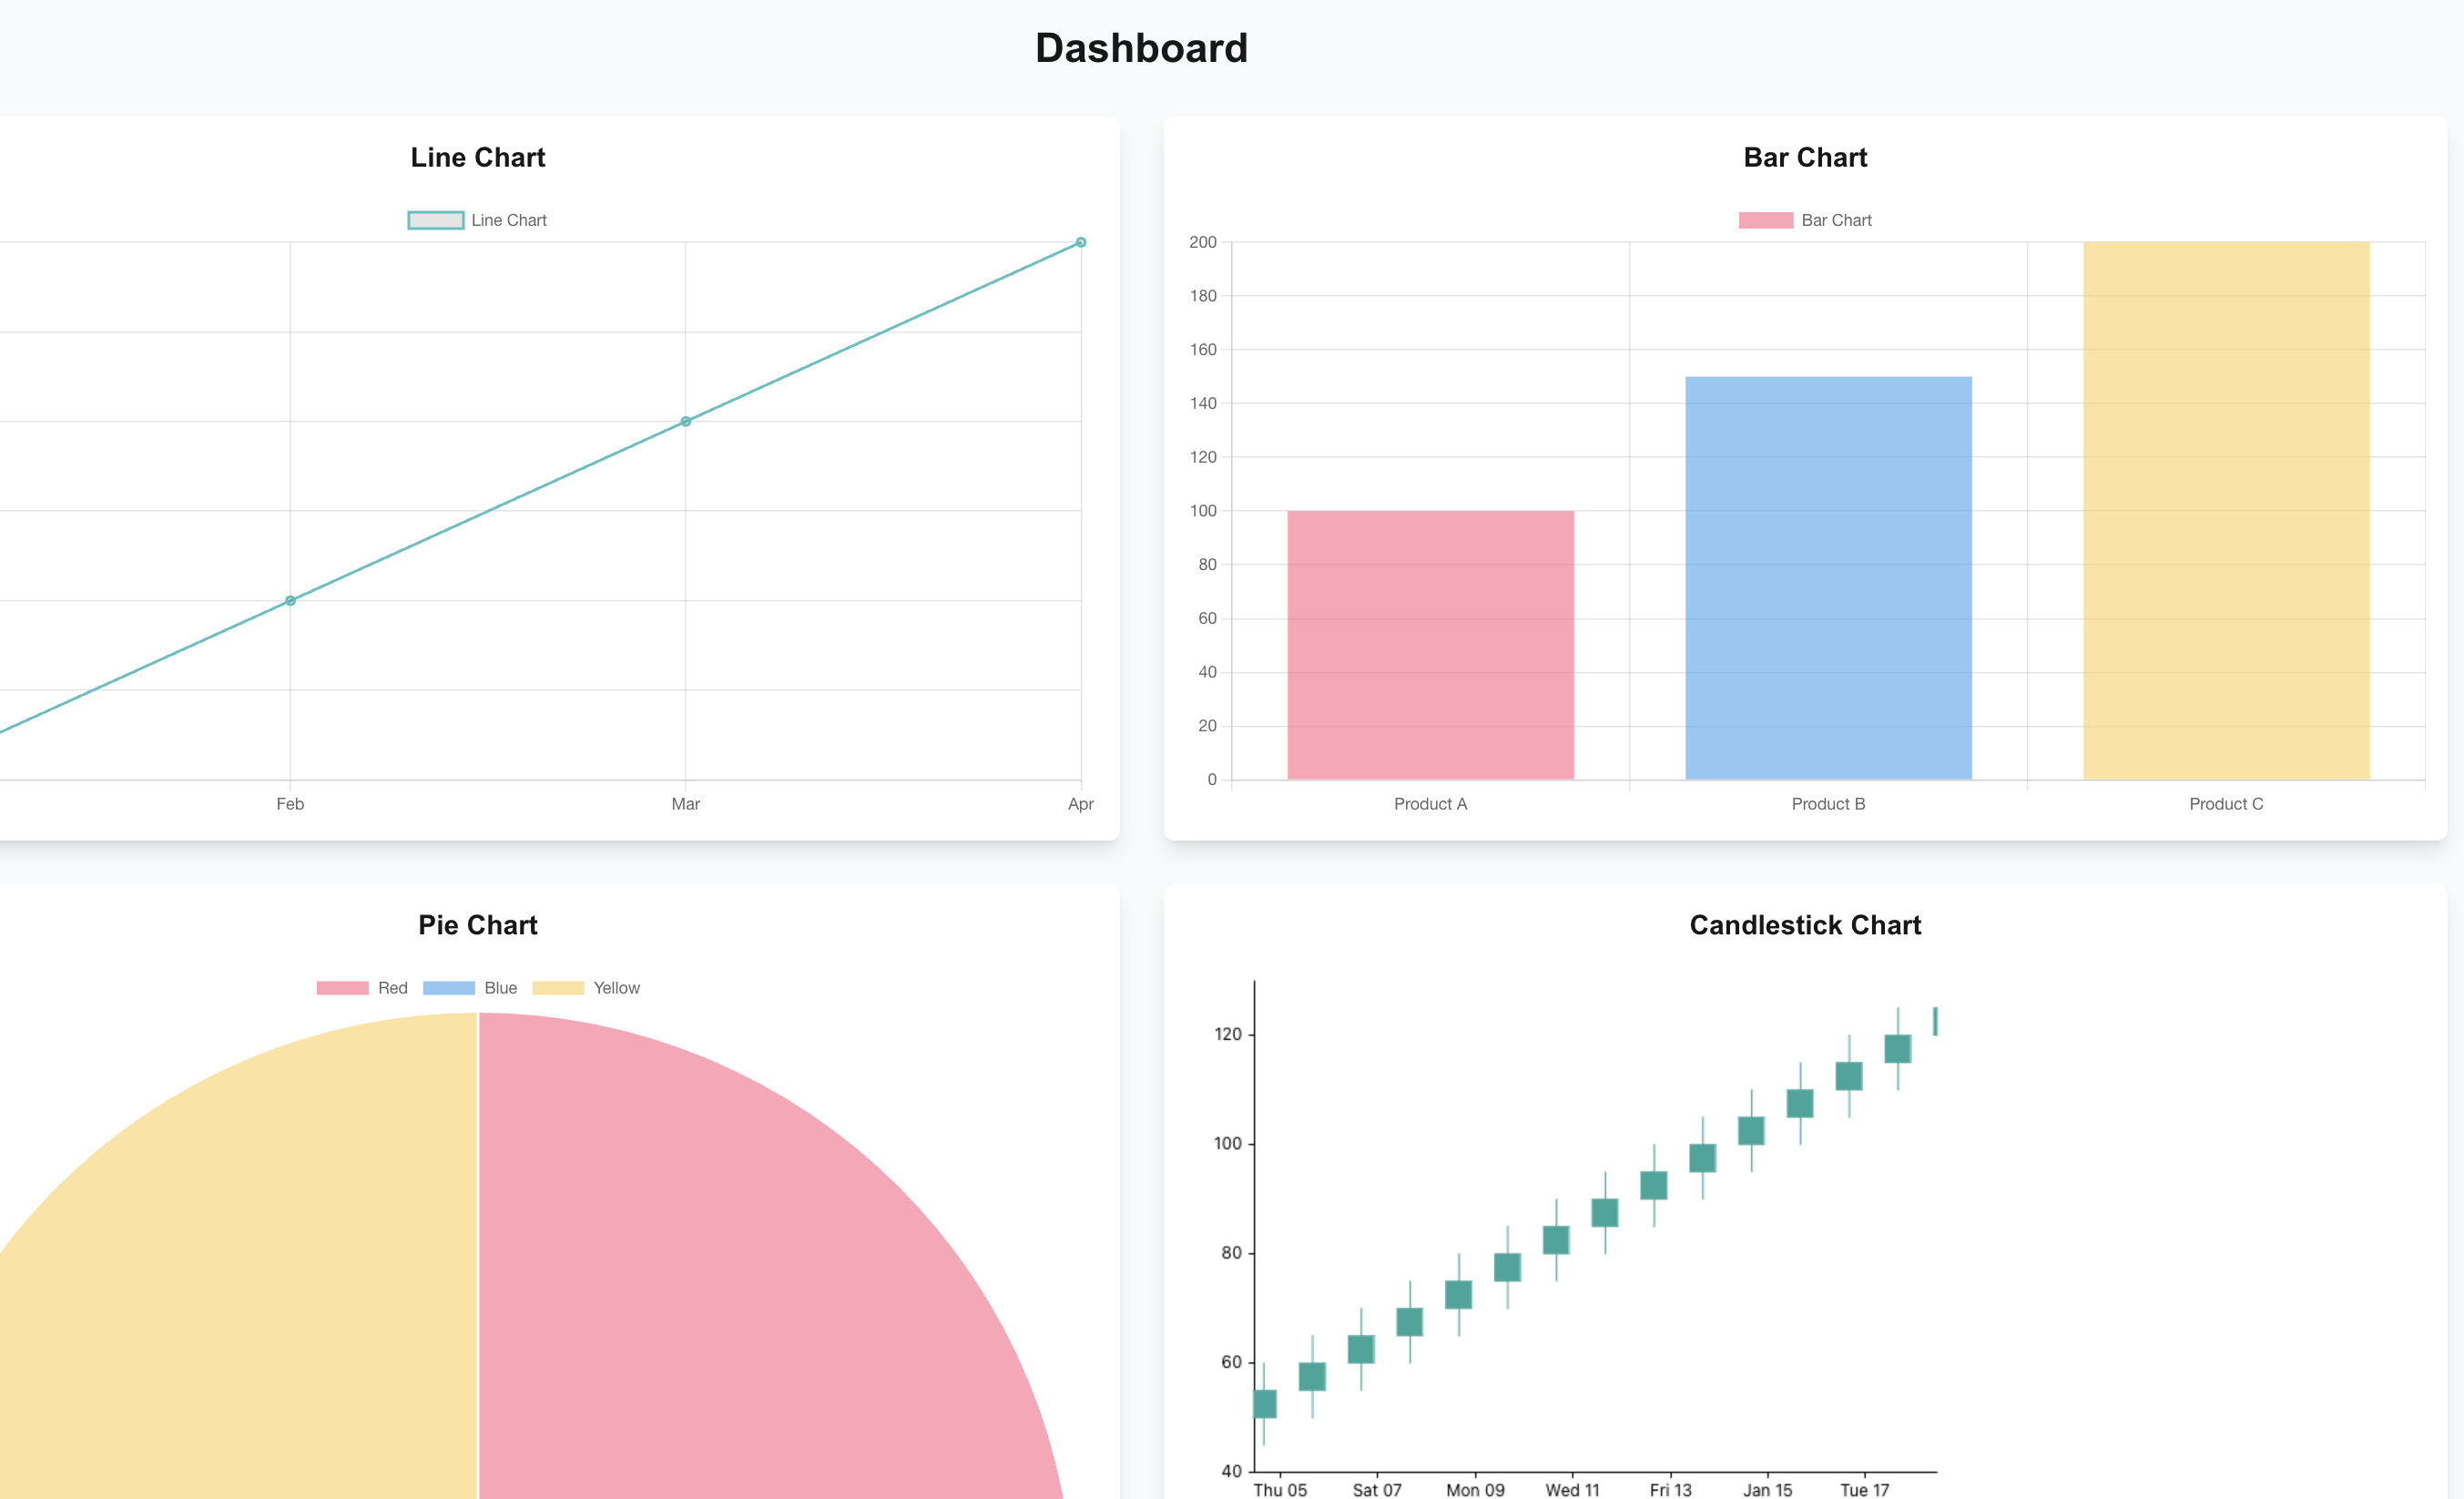 Dashboard
Line Chart
Line Chart
Feb Mar Apr
Bar Chart
Bar Chart
200
180
160
140
120
100
80
60
40
20
0
Product A Product B Product C
Pie Chart
Red Blue Yellow
Candlestick Chart
120
100
80
60
40
Thu 05 Sat 07 Mon 09 Wed 11 Fri 13 Jan 15 Tue 17